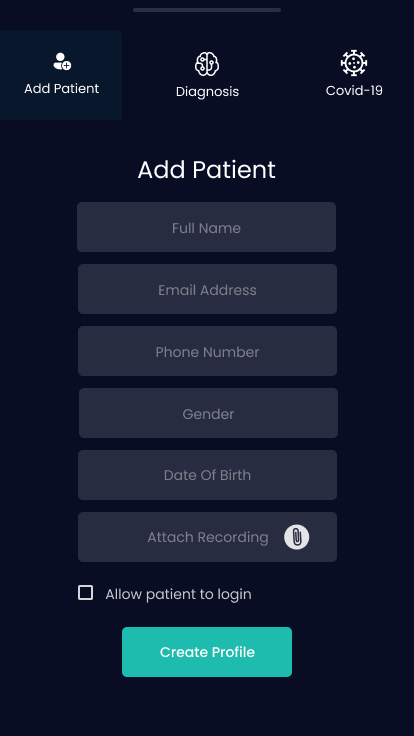 Add Patient
Diagnosis
Covid-19
Add Patient
Full Name
Email Address
Phone Number
Gender
Date Of Birth
Attach Recording
Allow patient to login
Create Profile